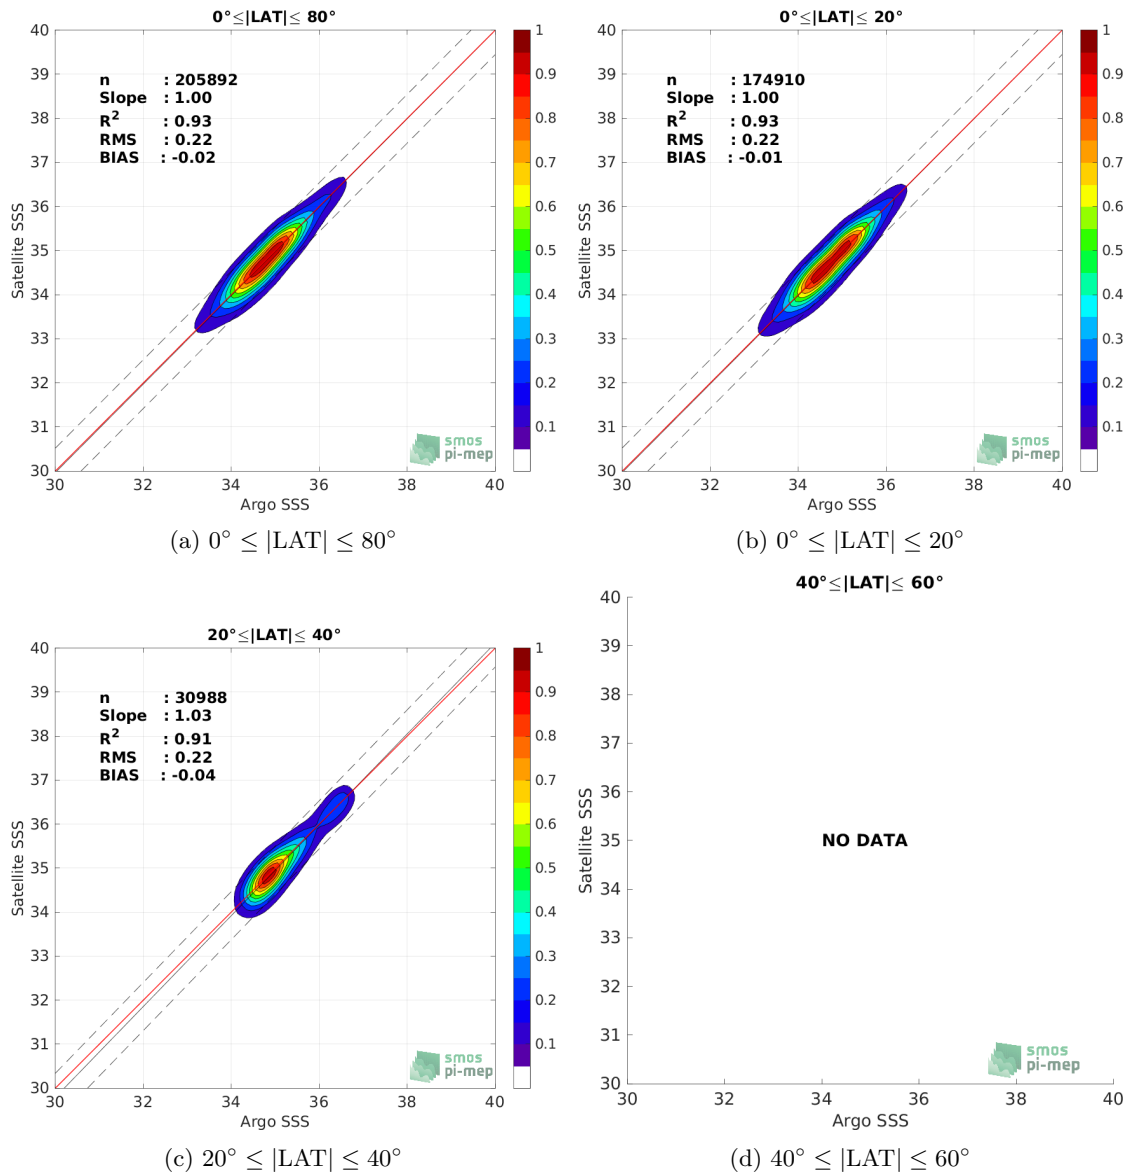 0°≤|LAT|≤ 80°
40
39
38
37
36
35
34
33
32
31
30
Satellite SSS
n : 205892
Slope : 1.00
R² : 0.93
RMS : 0.22
BIAS : -0.02
smos
pi-mep
30 32 34 36 38 40
Argo SSS
1
0.9
0.8
0.7
0.6
0.5
0.4
0.3
0.2
0.1
(a) 0° ≤ |LAT| ≤ 80°
0°≤|LAT|≤ 20°
40
39
38
37
36
35
34
33
32
31
30
Satellite SSS
n : 174910
Slope : 1.00
R² : 0.93
RMS : 0.22
BIAS : -0.01
smos
pi-mep
30 32 34 36 38 40
Argo SSS
1
0.9
0.8
0.7
0.6
0.5
0.4
0.3
0.2
0.1
(b) 0° ≤ |LAT| ≤ 20°
20°≤|LAT|≤ 40°
40
39
38
37
36
35
34
33
32
31
30
Satellite SSS
n : 30988
Slope : 1.03
R² : 0.91
RMS : 0.22
BIAS : -0.04
smos
pi-mep
30 32 34 36 38 40
Argo SSS
1
0.9
0.8
0.7
0.6
0.5
0.4
0.3
0.2
0.1
(c) 20° ≤ |LAT| ≤ 40°
40°≤|LAT|≤ 60°
40
39
38
37
36
35
34
33
32
31
30
Satellite SSS
NO DATA
smos
pi-mep
30 32 34 36 38 40
Argo SSS
(d) 40° ≤ |LAT| ≤ 60°